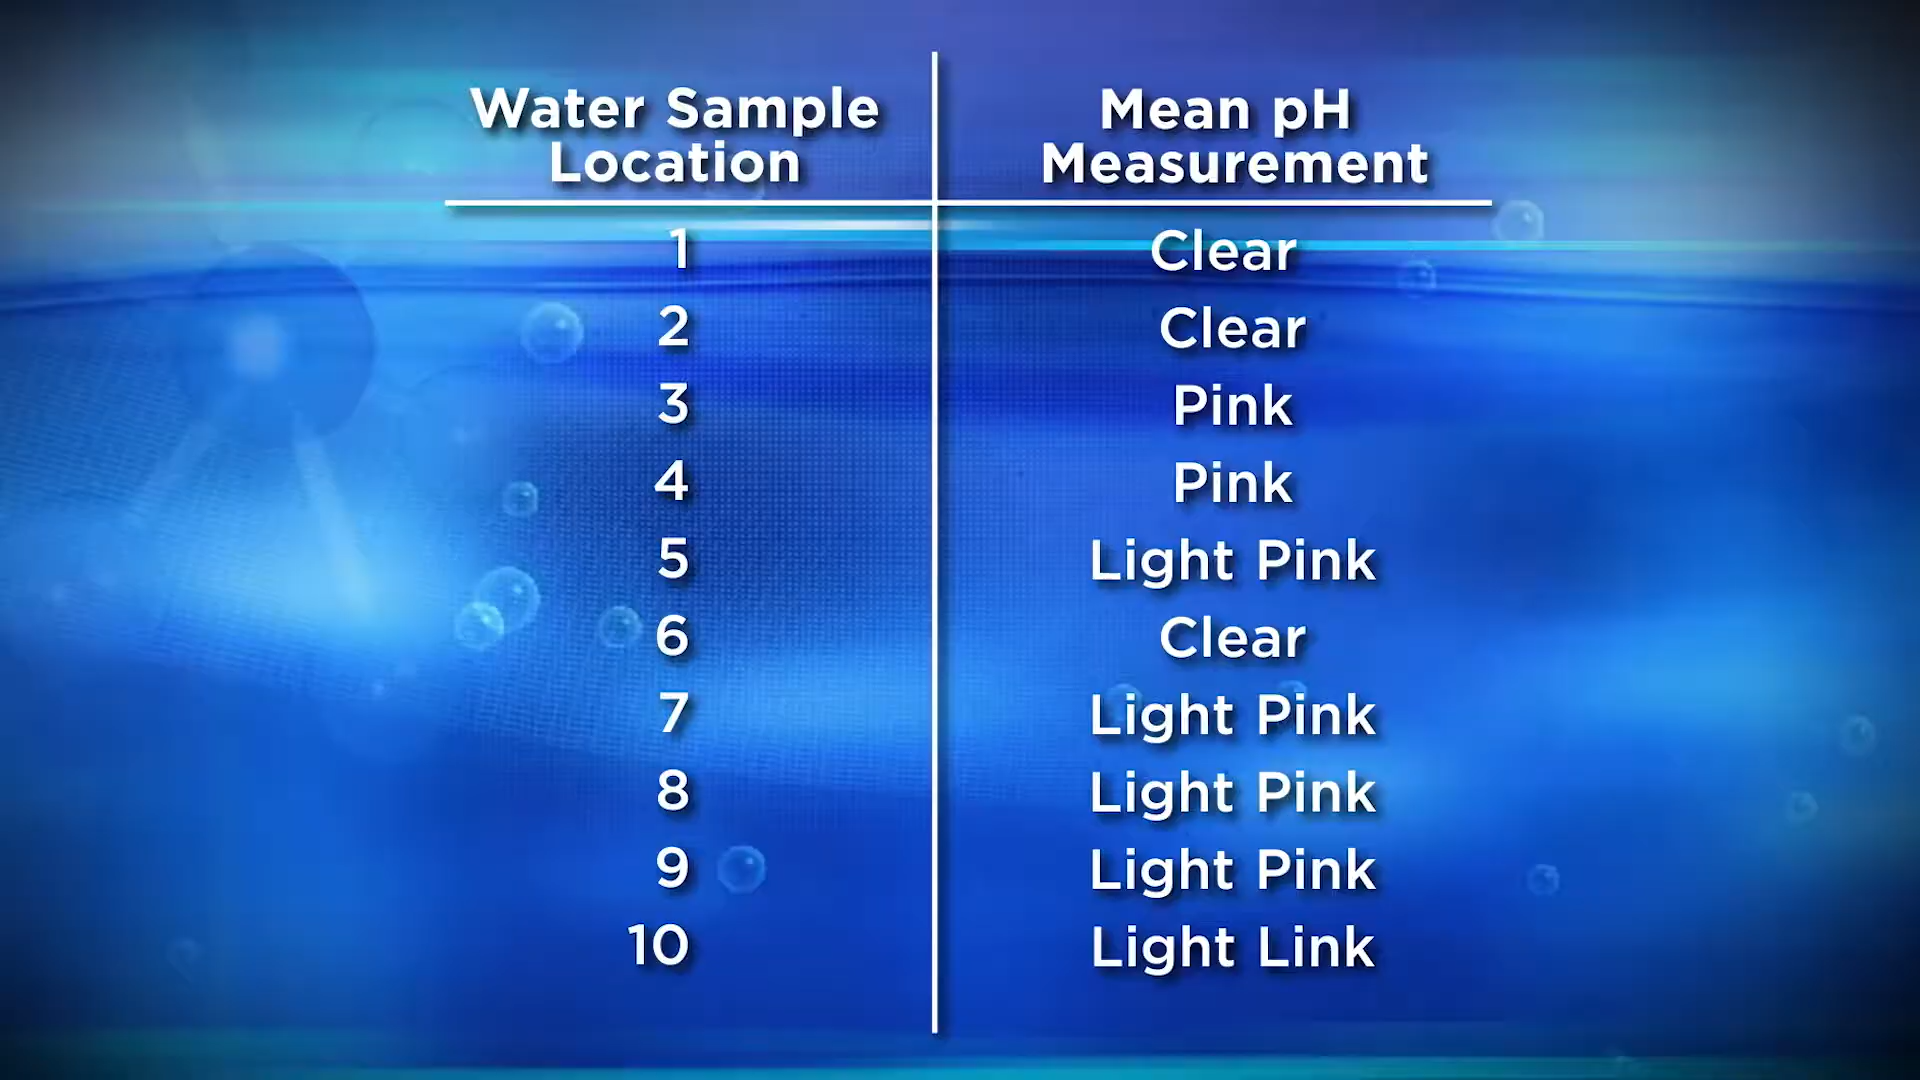 Water Sample Location
Mean pH Measurement
1 Clear
2 Clear
3 Pink
4 Pink
5 Light Pink
6 Clear
7 Light Pink
8 Light Pink
9 Light Pink
10 Light Link